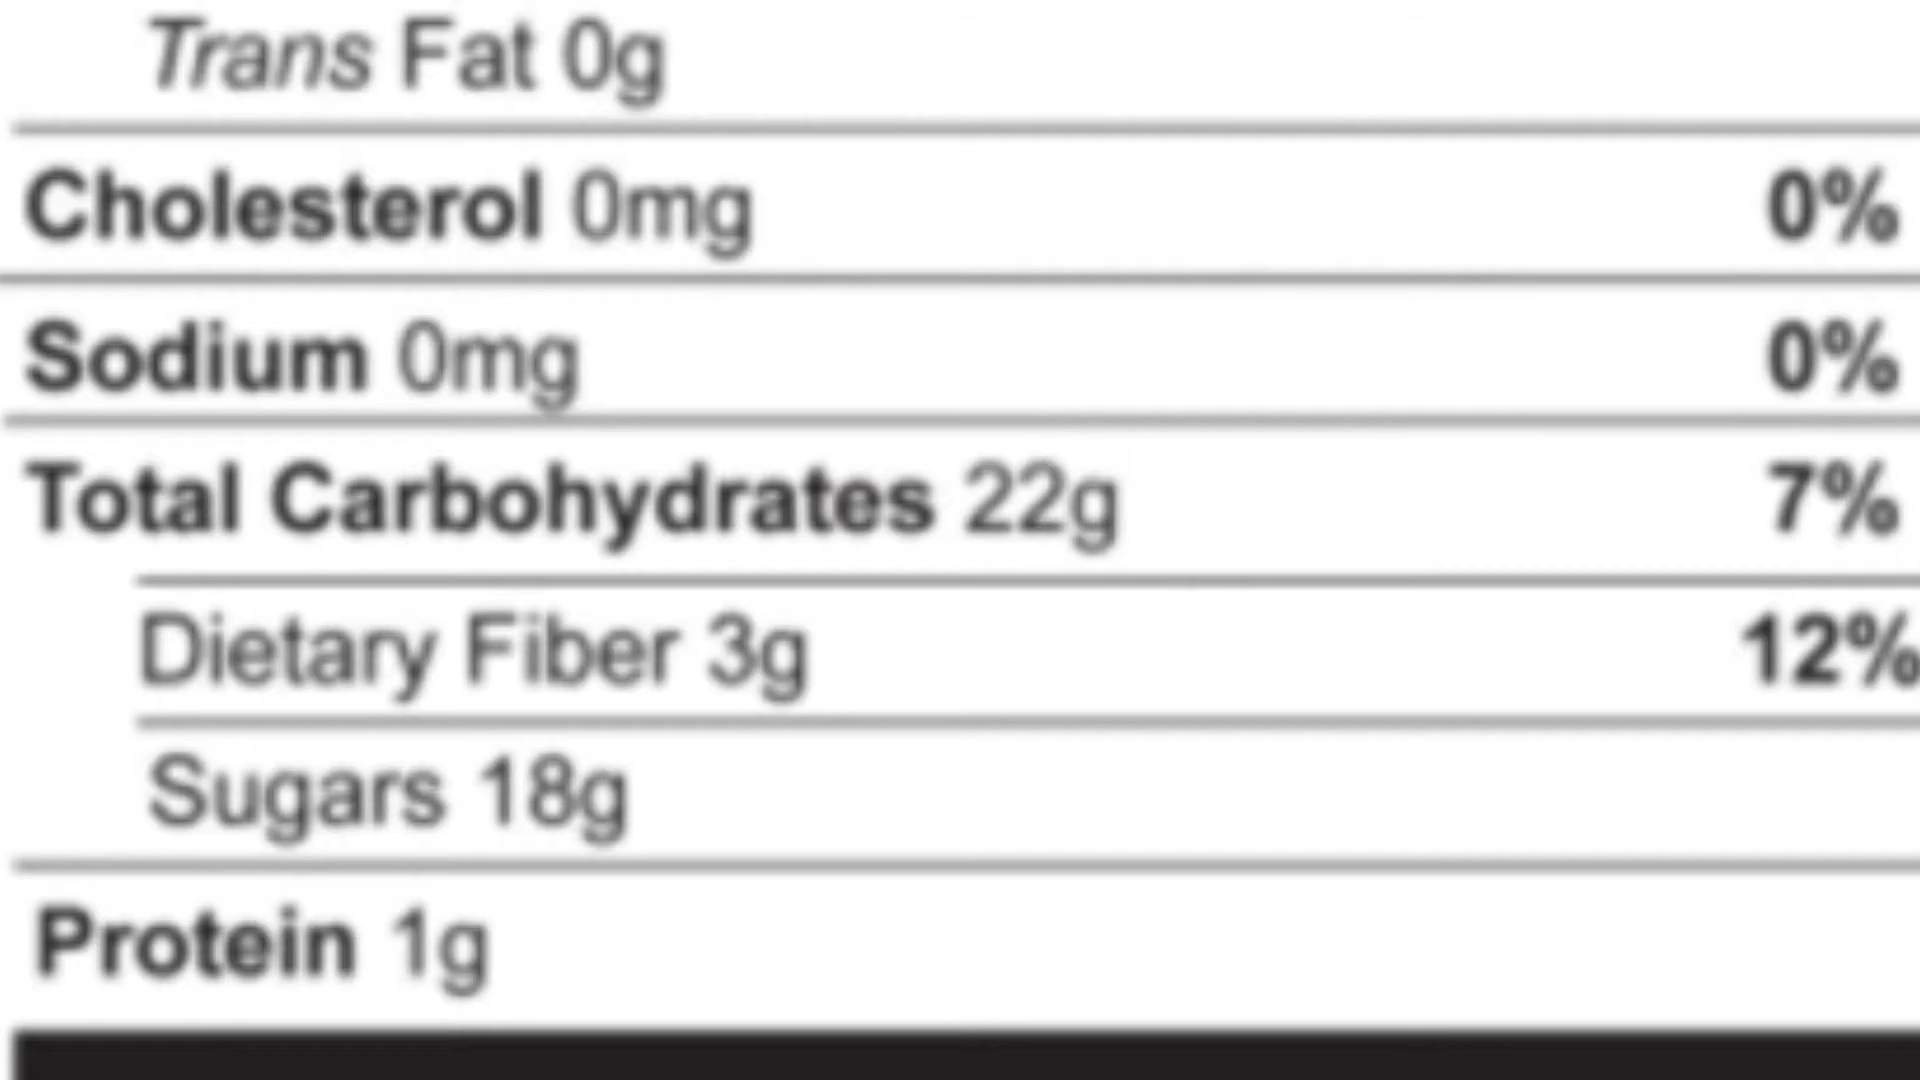 Trans Fat 0g
Cholesterol 0mg 0%
Sodium 0mg 0%
Total Carbohydrates 22g 7%
Dietary Fiber 3g 12%
Sugars 18g
Protein 1g